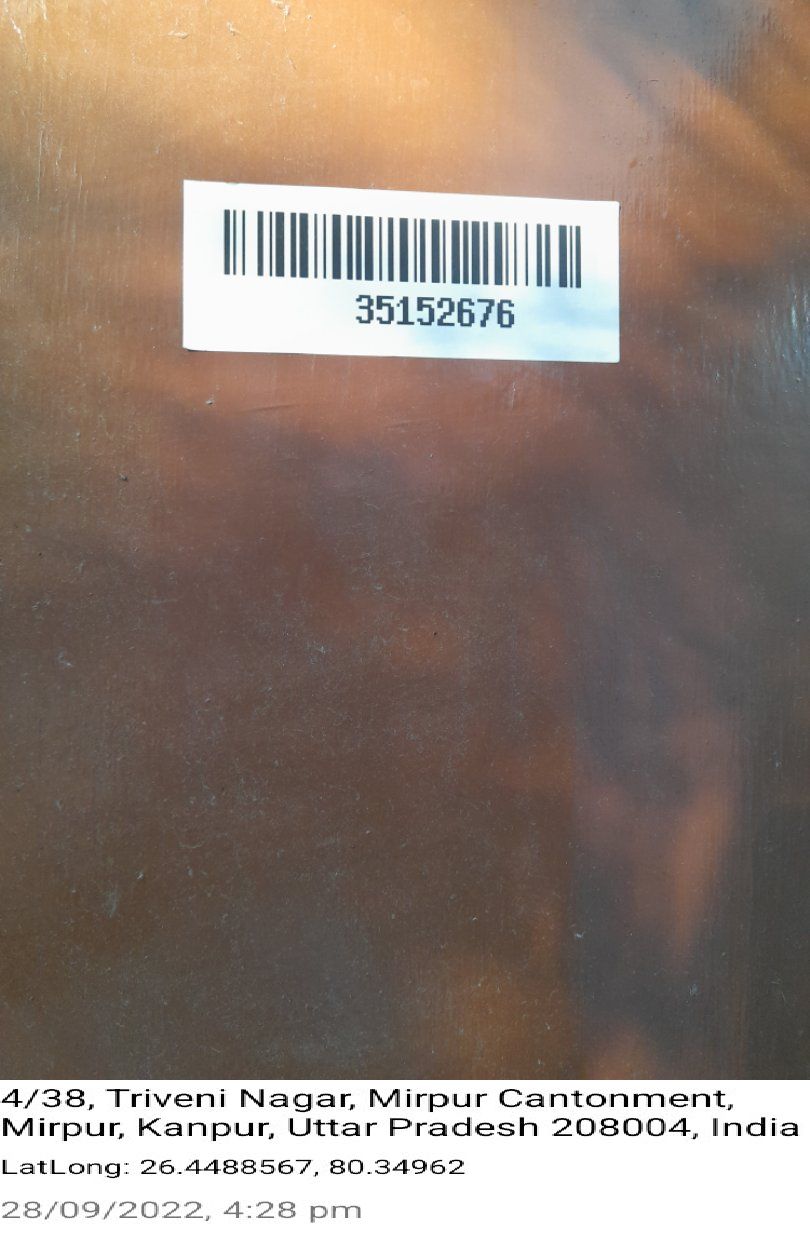 35152676
4/38, Triveni Nagar, Mirpur Cantonment,
Mirpur, Kanpur, Uttar Pradesh 208004, India
LatLong: 26.4488567, 80.34962
28/09/2022, 4:28 pm